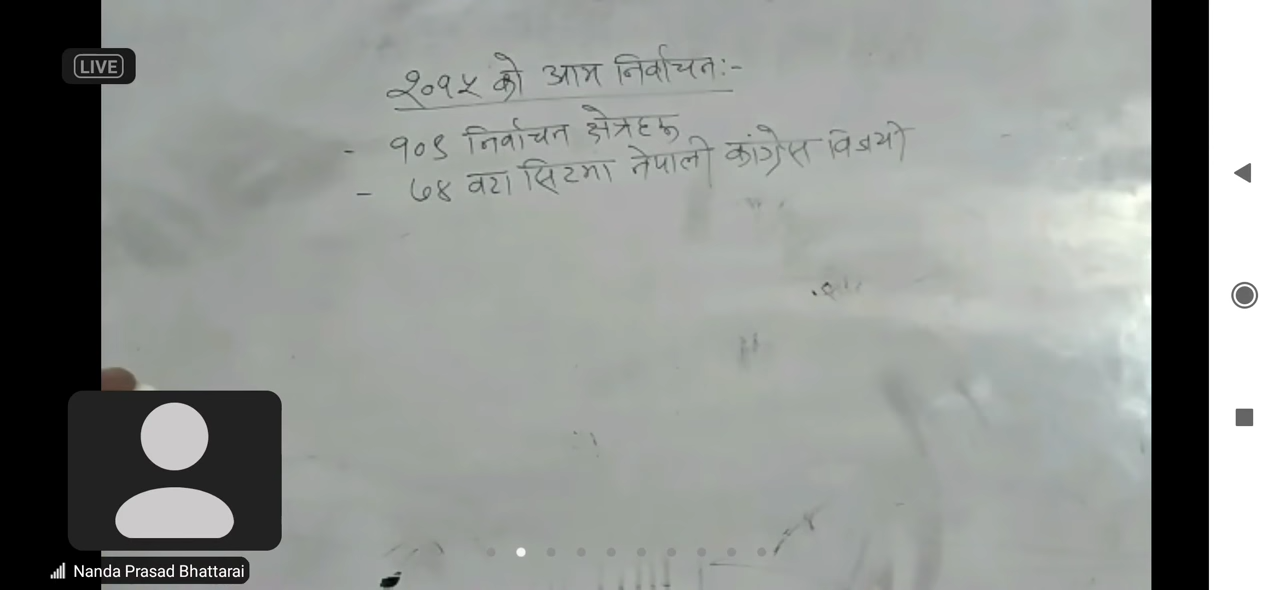 LIVE
२०१५ को आम निर्वाचन:-
- १०९ निर्वाचन क्षेत्रहरू
- ७४ वटा सिटमा नेपाली कांग्रेस विजयी
Nanda Prasad Bhattarai